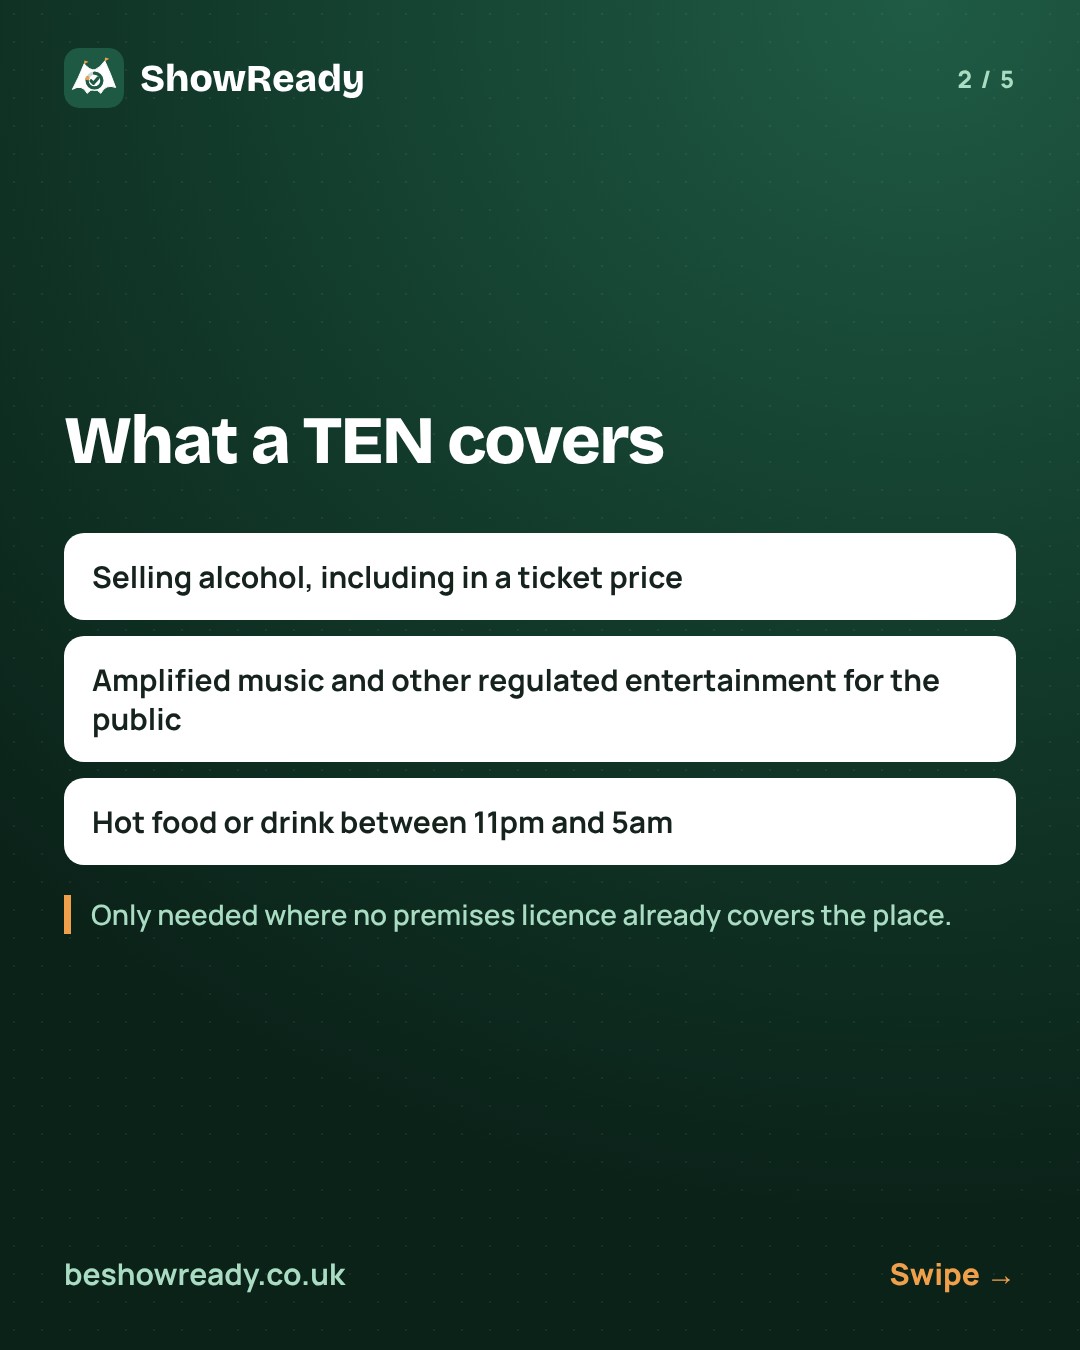 ShowReady
2 / 5
What a TEN covers
Selling alcohol, including in a ticket price
Amplified music and other regulated entertainment for the
public
Hot food or drink between 11pm and 5am
Only needed where no premises licence already covers the place.
beshowready.co.uk
Swipe →